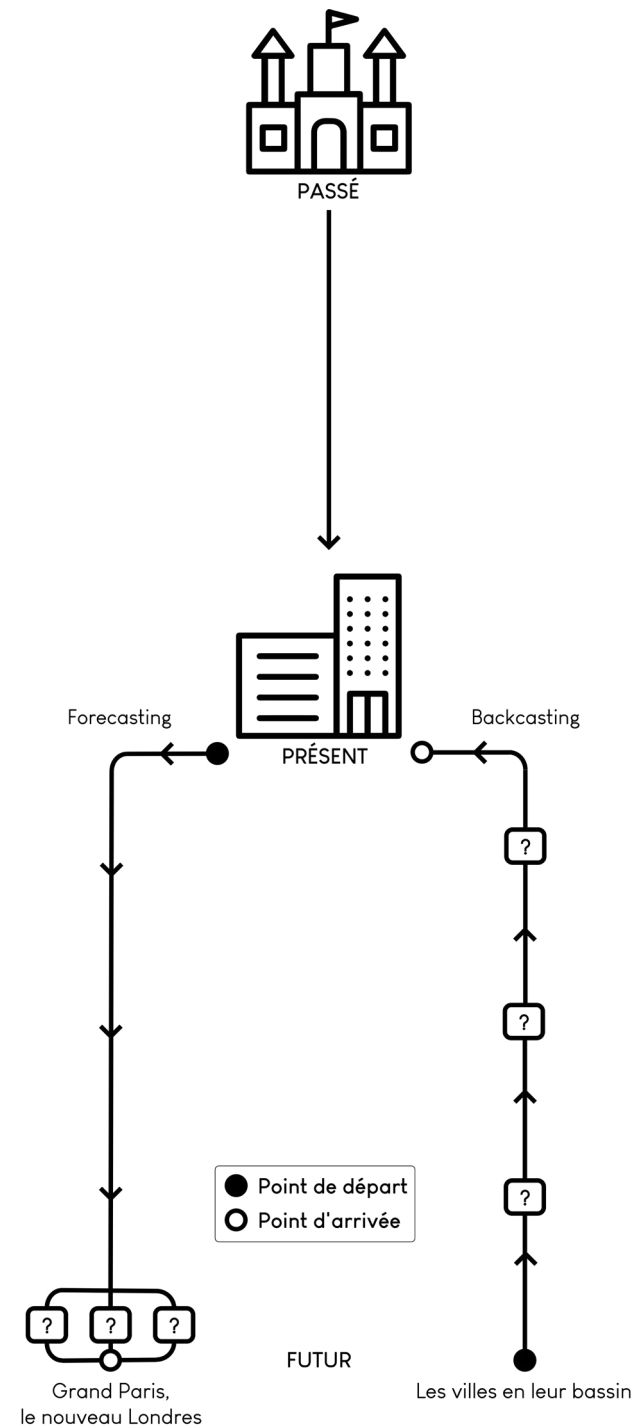 PASSÉ
Forecasting
Backcasting
PRÉSENT
?
?
?
Point de départ
Point d'arrivée
? ? ?
FUTUR
Grand Paris,
le nouveau Londres
Les villes en leur bassin